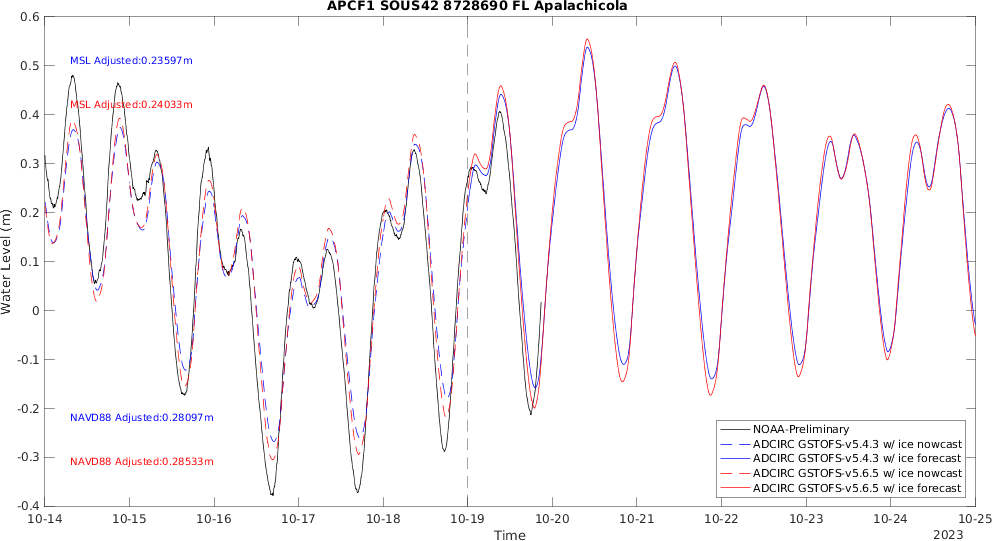 APCF1 SOUS42 8728690 FL Apalachicola
0.6
0.5
0.4
0.3
0.2
0.1
0
-0.1
-0.2
-0.3
-0.4
Water Level (m)
MSL Adjusted:0.23597m
MSL Adjusted:0.24033m
NAVD88 Adjusted:0.28097m
NAVD88 Adjusted:0.28533m
NOAA-Preliminary
ADCIRC GSTOFS-v5.4.3 w/ ice nowcast
ADCIRC GSTOFS-v5.4.3 w/ ice forecast
ADCIRC GSTOFS-v5.6.5 w/ ice nowcast
ADCIRC GSTOFS-v5.6.5 w/ ice forecast
10-14 10-15 10-16 10-17 10-18 10-19 10-20 10-21 10-22 10-23 10-24 10-25
Time
2023